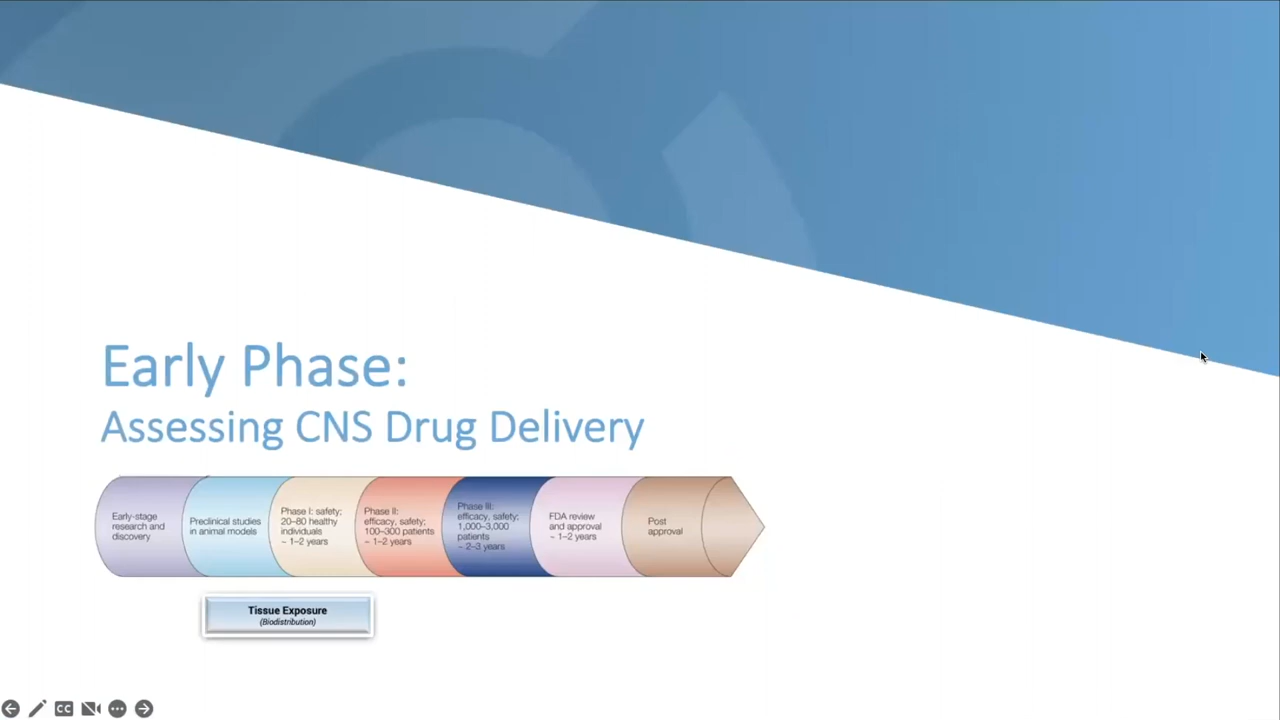 Early Phase:
Assessing CNS Drug Delivery
Early-stage
research and
discovery
Preclinical studies
in animal models
Phase I: safety;
20–80 healthy
individuals
~ 1–2 years
Phase II:
efficacy, safety;
100–300 patients
~ 1–2 years
Phase III:
efficacy, safety;
1,000–3,000
patients
~ 2–3 years
FDA review
and approval
~ 1–2 years
Post
approval
Tissue Exposure
(Biodistribution)
CC